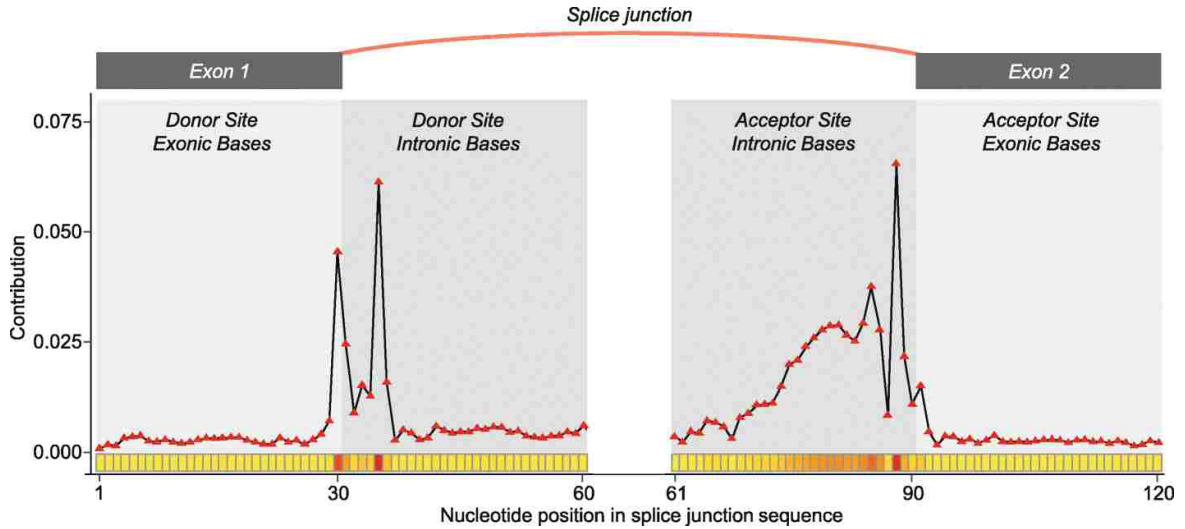 Splice junction
Exon 1
Exon 2
Donor Site
Exonic Bases
Donor Site
Intronic Bases
Acceptor Site
Intronic Bases
Acceptor Site
Exonic Bases
0.075
0.050
0.025
0.000
Contribution
1
30
60
61
90
120
Nucleotide position in splice junction sequence